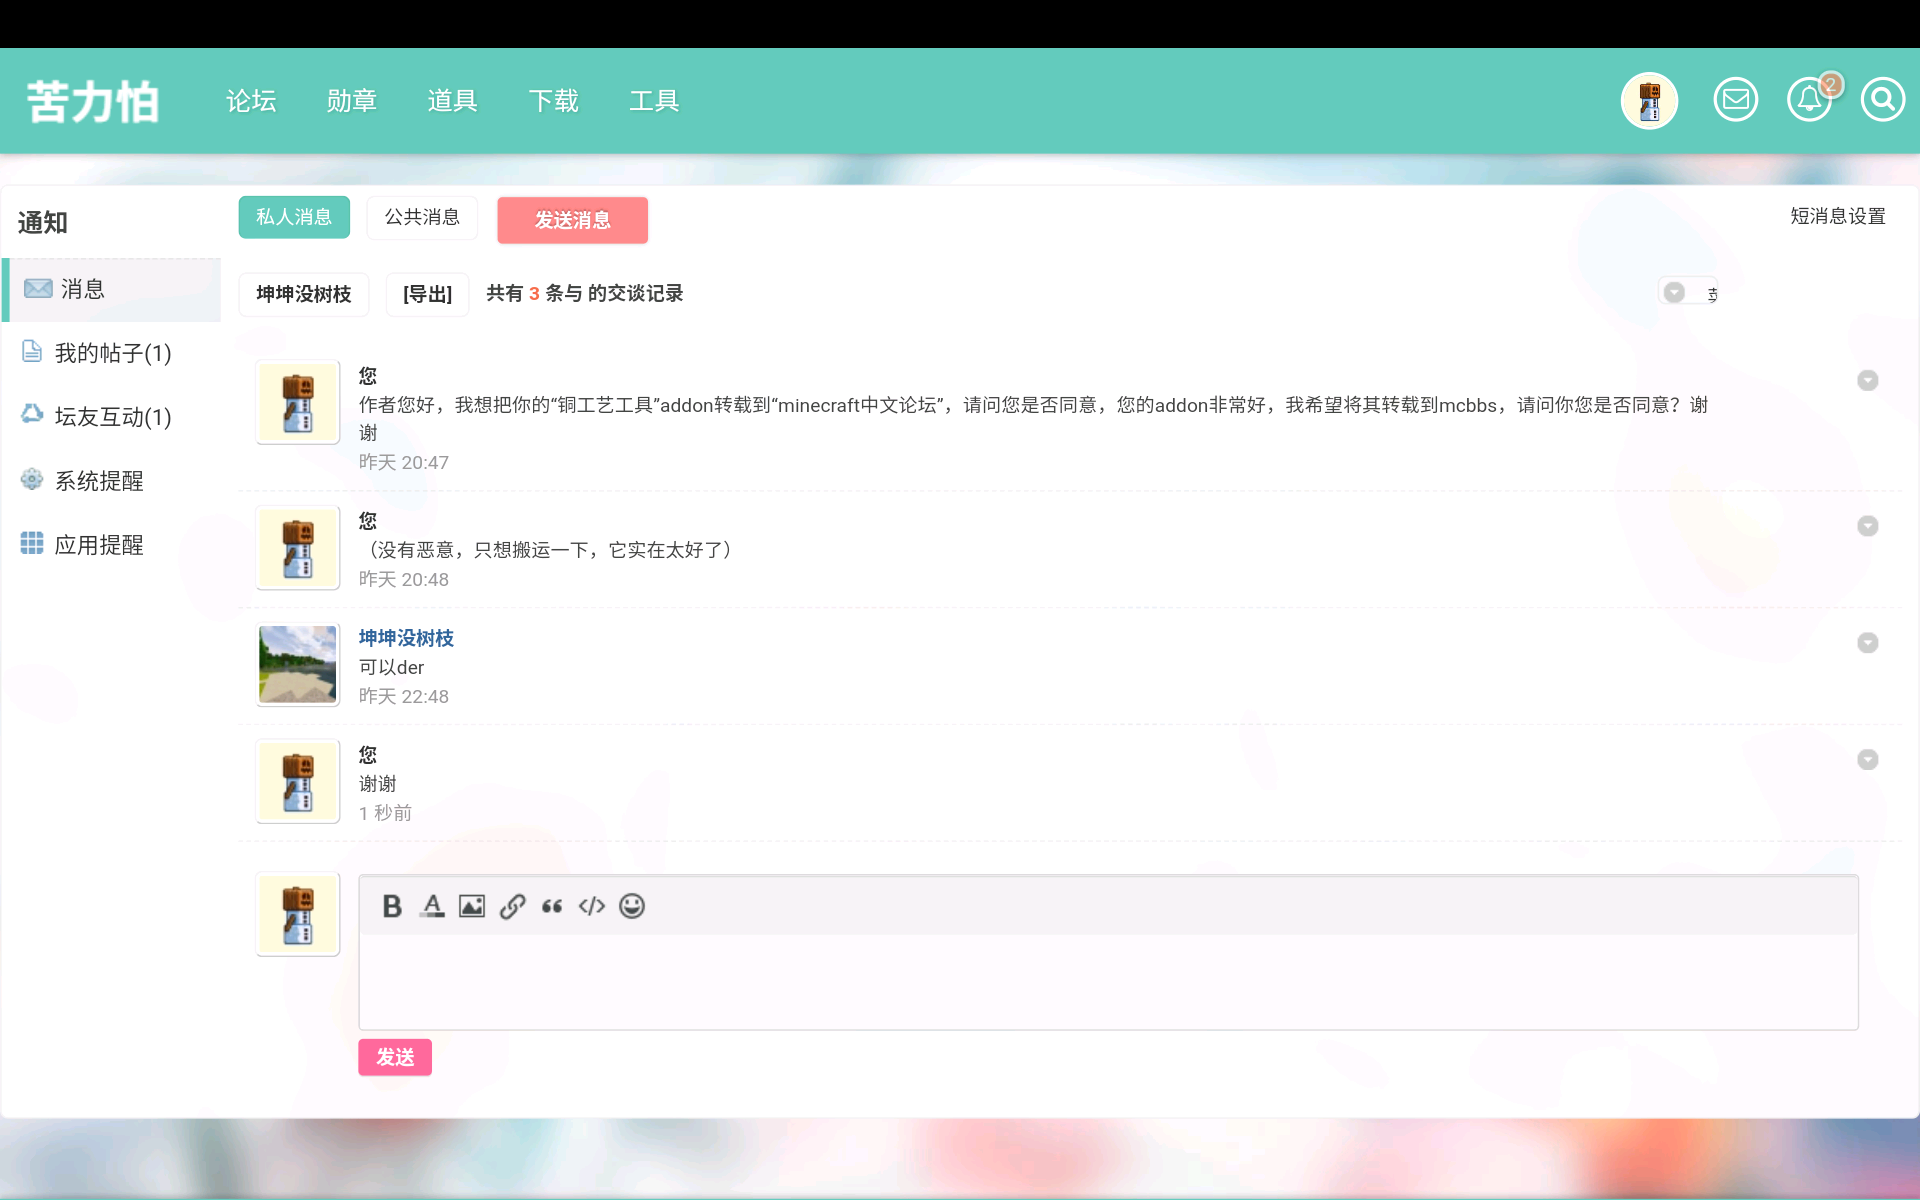 苦力怕
论坛 勋章 道具 下载 工具
2
通知
私人消息 公共消息 发送消息 短消息设置
消息
我的帖子(1)
坛友互动(1)
系统提醒
应用提醒
坤坤没树枝 [导出] 共有 3 条与 的交谈记录
您
作者您好，我想把你的“铜工艺工具”addon转载到“minecraft中文论坛”，请问您是否同意，您的addon非常好，我希望将其转载到mcbbs，请问你您是否同意？谢
谢
昨天 20:47
您
（没有恶意，只想搬运一下，它实在太好了）
昨天 20:48
坤坤没树枝
可以der
昨天 22:48
您
谢谢
1 秒前
B A </>
发送